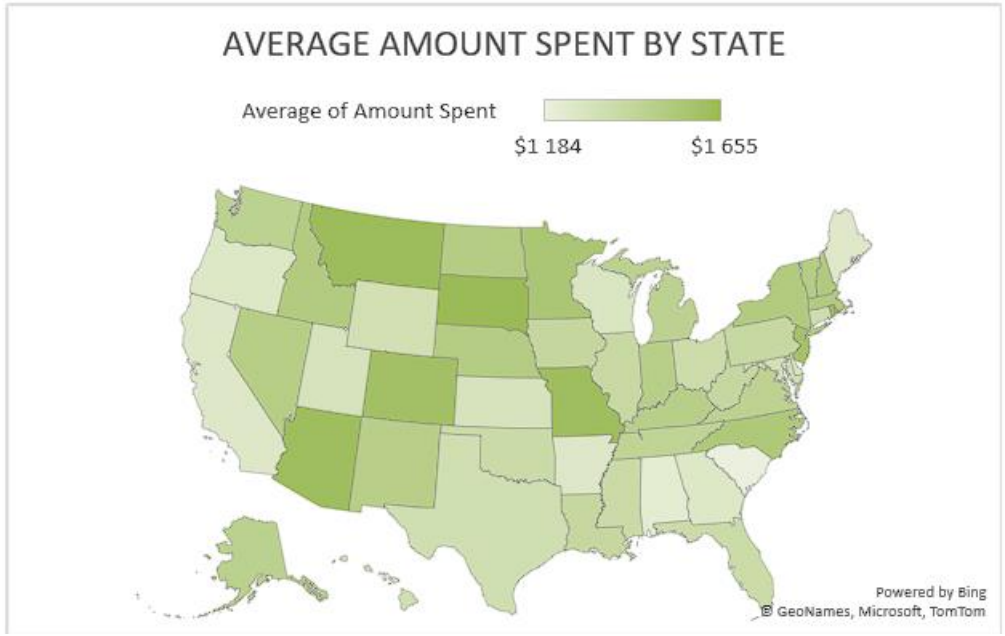 AVERAGE AMOUNT SPENT BY STATE
Average of Amount Spent
$1 184 $1 655
Powered by Bing
© GeoNames, Microsoft, TomTom